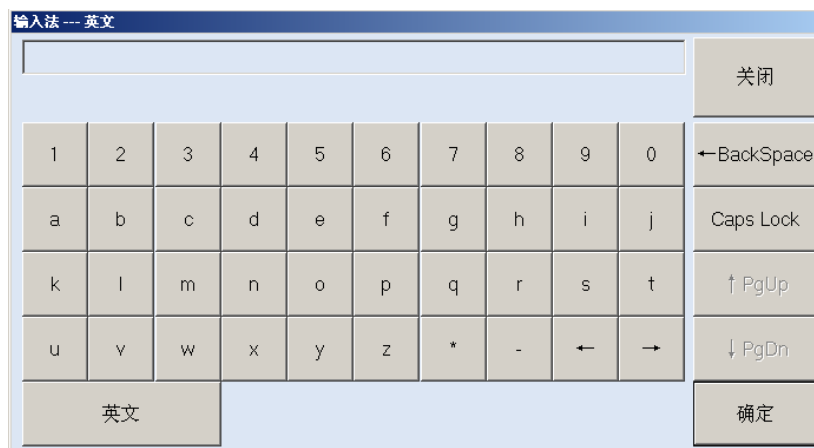 输入法 --- 英文
关闭
1 2 3 4 5 6 7 8 9 0 ←BackSpace
a b c d e f g h i j Caps Lock
k l m n o p q r s t ↑ PgUp
u v w x y z * - ← → ↓ PgDn
英文 确定